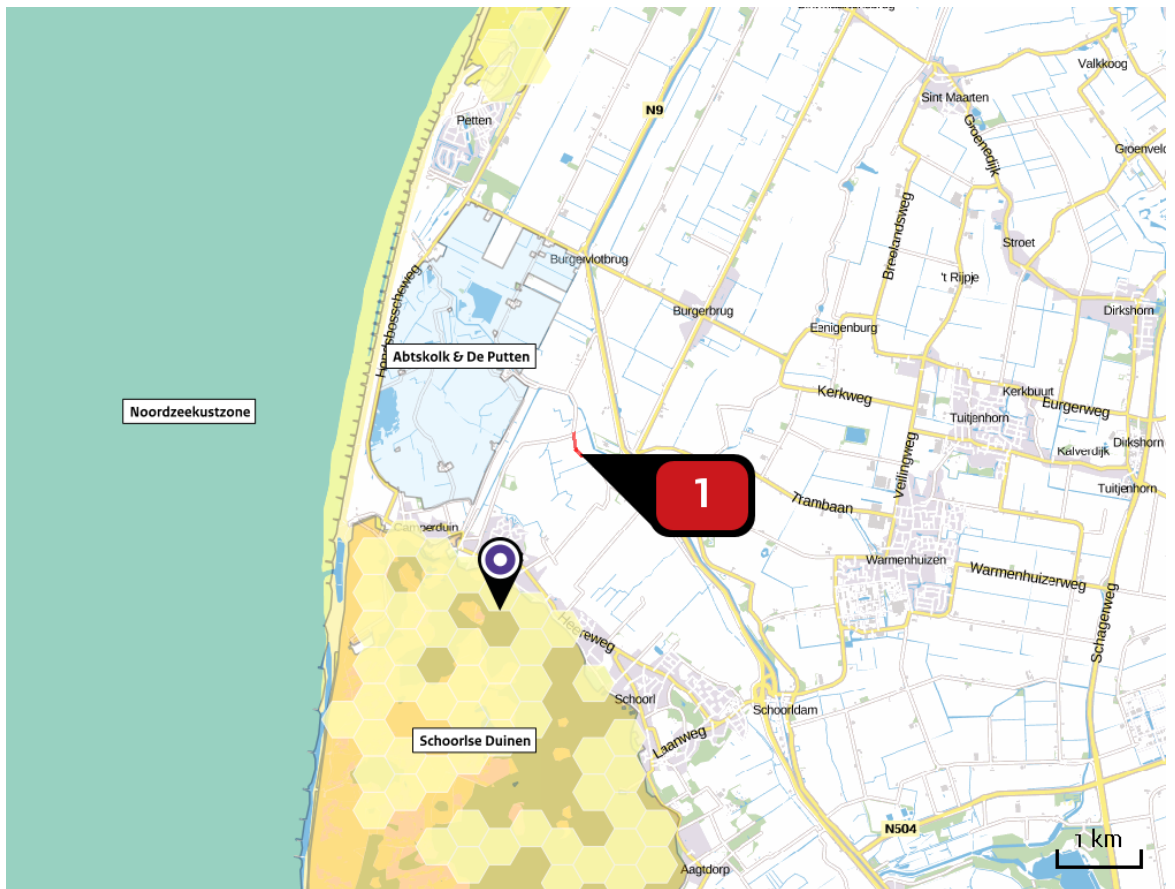 Valkkoog
Sint Maarten
N9
Petten
Groenedijk
Groenveld
Breelandsweg
Stroet
Burgervlotbrug
't Rijpje
Hondsbosscheweg
Burgerbrug
Dirkshorn
Eenigenburg
Abtskolk & De Putten
Kerkweg
Kerkbuurt
Burgerweg
Noordzeekustzone
Tuitjenhorn
Dirkshorn
Kalverdijk
Veilingweg
1
Tuitjenhorn
Trambaan
Camperduin
Warmenhuizen
Warmenhuizerweg
Heereweg
Schagerweg
Schoorl
Schoorldam
Schoorlse Duinen
Laanweg
N504
1 km
Aagtdorp